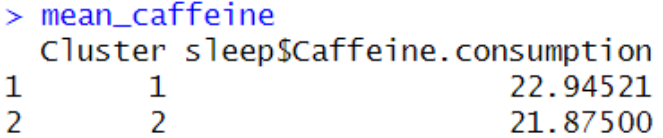 > mean_caffeine
Cluster sleep$Caffeine.consumption
1 1 22.94521
2 2 21.87500